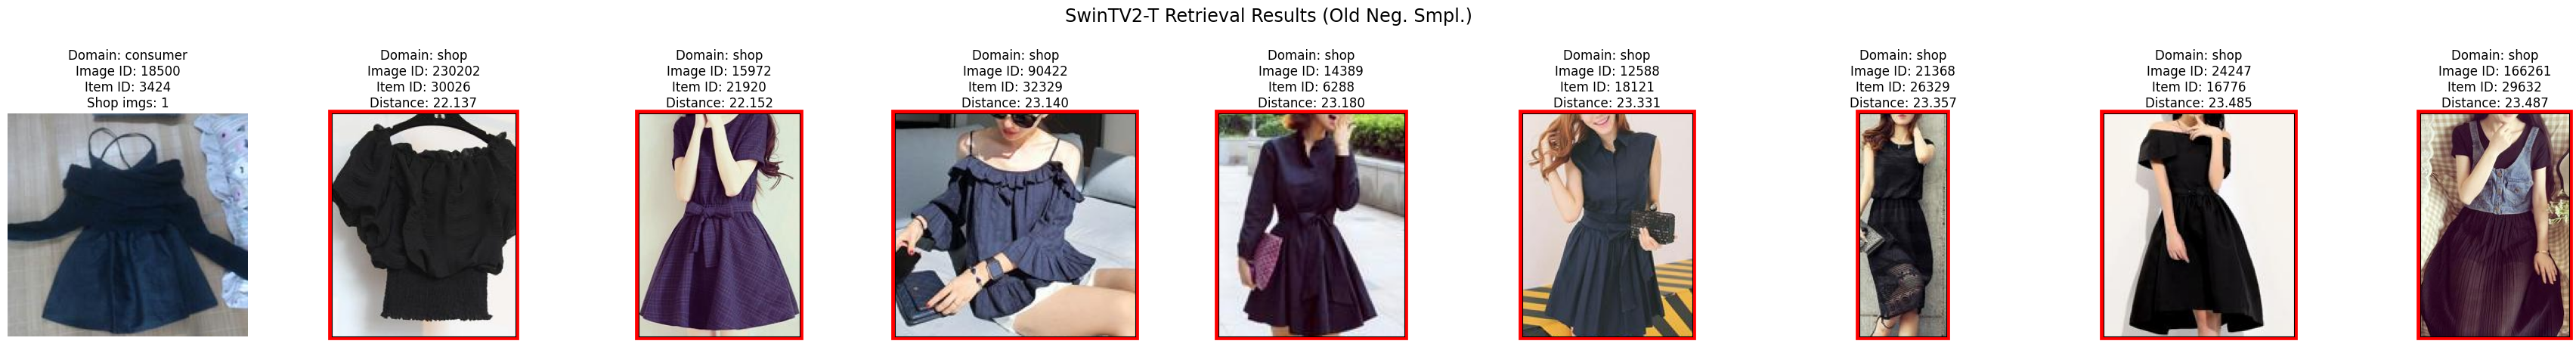 SwinTV2-T Retrieval Results (Old Neg. Smpl.)
Domain: consumer
Image ID: 18500
Item ID: 3424
Shop imgs: 1
Domain: shop
Image ID: 230202
Item ID: 30026
Distance: 22.137
Domain: shop
Image ID: 15972
Item ID: 21920
Distance: 22.152
Domain: shop
Image ID: 90422
Item ID: 32329
Distance: 23.140
Domain: shop
Image ID: 14389
Item ID: 6288
Distance: 23.180
Domain: shop
Image ID: 12588
Item ID: 18121
Distance: 23.331
Domain: shop
Image ID: 21368
Item ID: 26329
Distance: 23.357
Domain: shop
Image ID: 24247
Item ID: 16776
Distance: 23.485
Domain: shop
Image ID: 166261
Item ID: 29632
Distance: 23.487